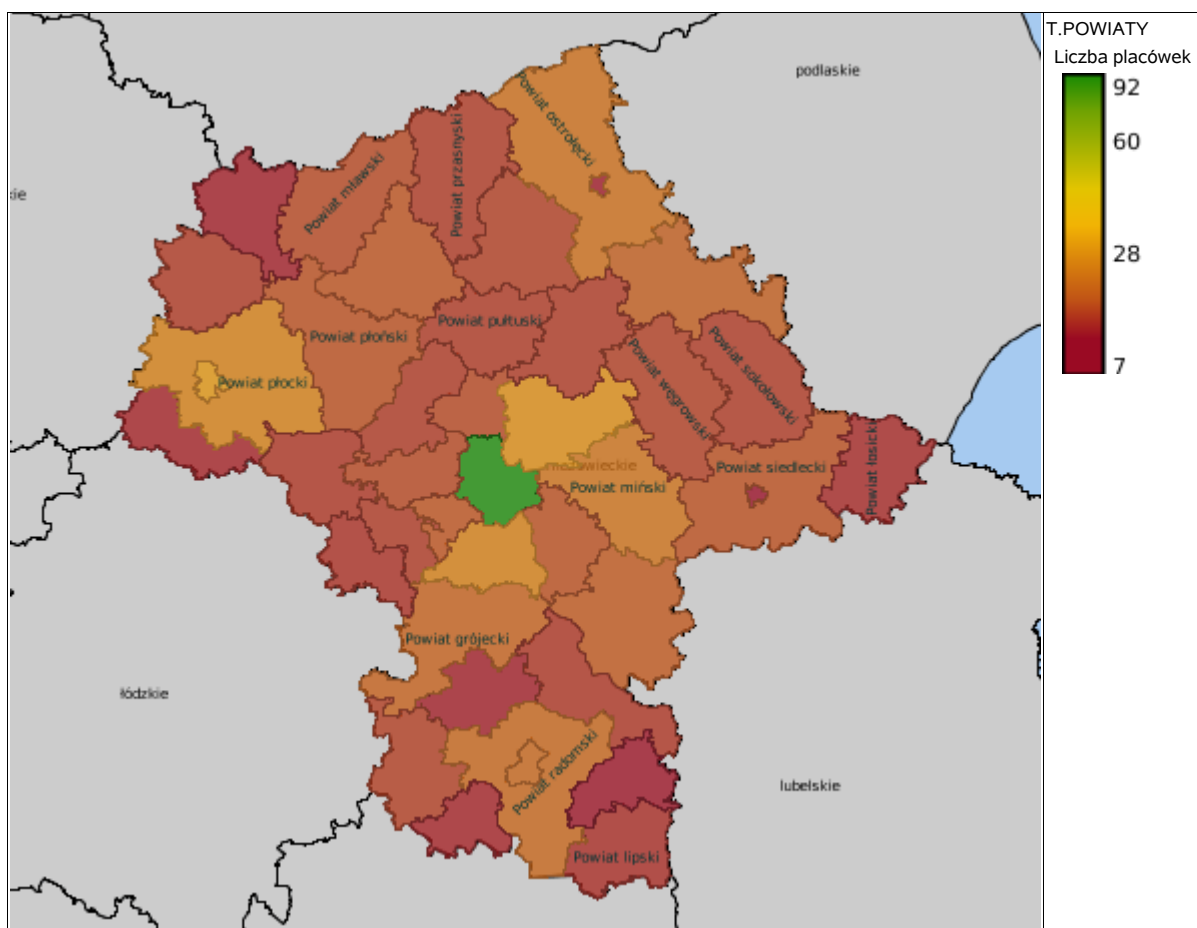 T.POWIATY
Liczba placówek
92
60
28
7
podlaskie
Powiat ostrołęcki
Powiat przasnyski
Powiat mławski
kie
Powiat pułtuski
Powiat płoński
Powiat płocki
Powiat węgrowski
Powiat sokołowski
mazowieckie
Powiat siedlecki
Powiat łosicki
Powiat miński
Powiat grójecki
łódzkie
Powiat radomski
lubelskie
Powiat lipski